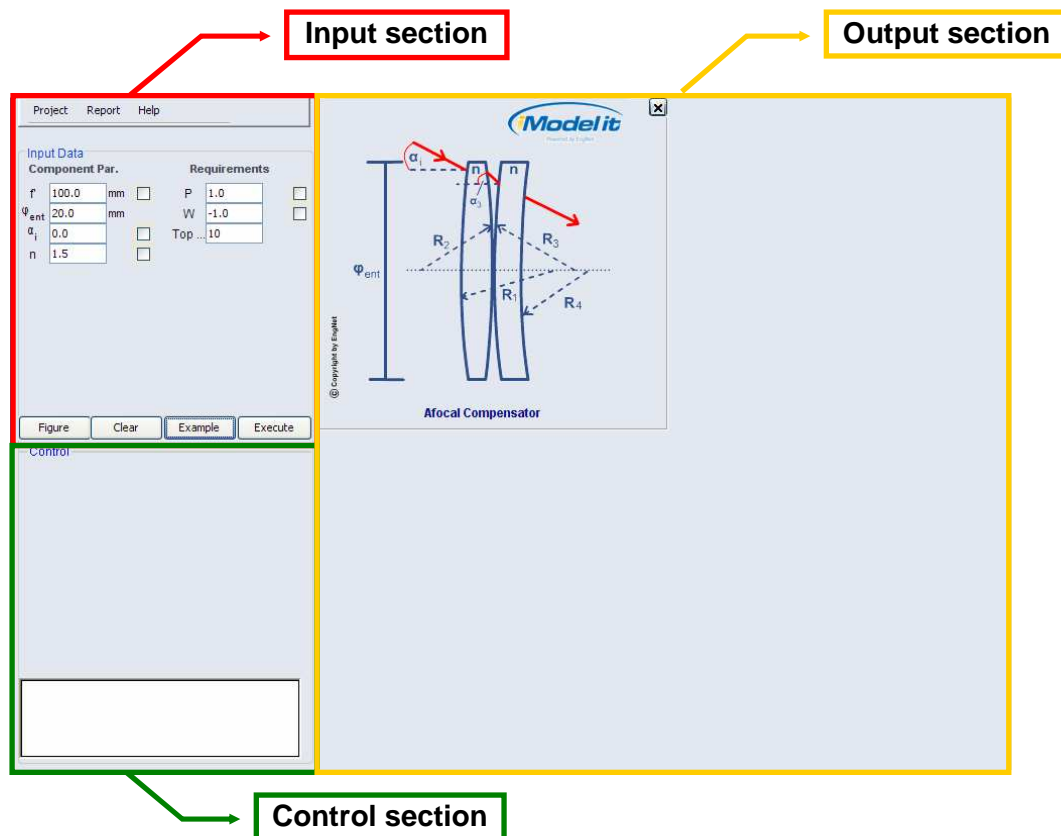 Input section
Output section
Project Report Help
iModelit
Input Data
Component Par. Requirements
f' 100.0 mm P 1.0
φent 20.0 mm W -1.0
αi 0.0 Top ... 10
n 1.5
αi n n
α3
R2 R3
φent
R1 R4
© Copyright by EngNet
Afocal Compensator
Figure Clear Example Execute
Control
Control section